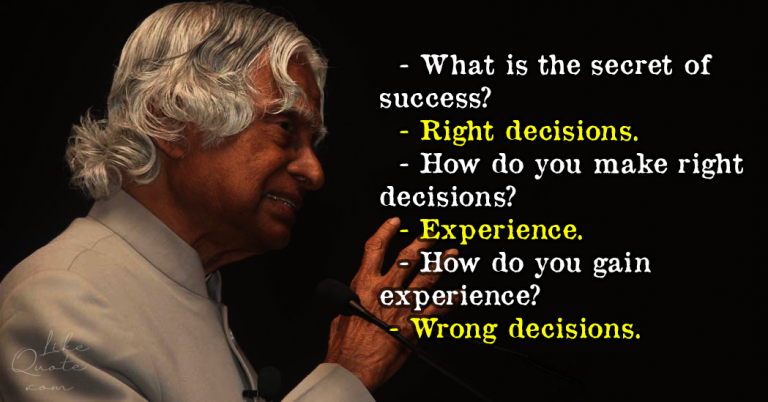 - What is the secret of
success?
- Right decisions.
- How do you make right
decisions?
- Experience.
- How do you gain
experience?
- Wrong decisions.
Like
Quote
.com